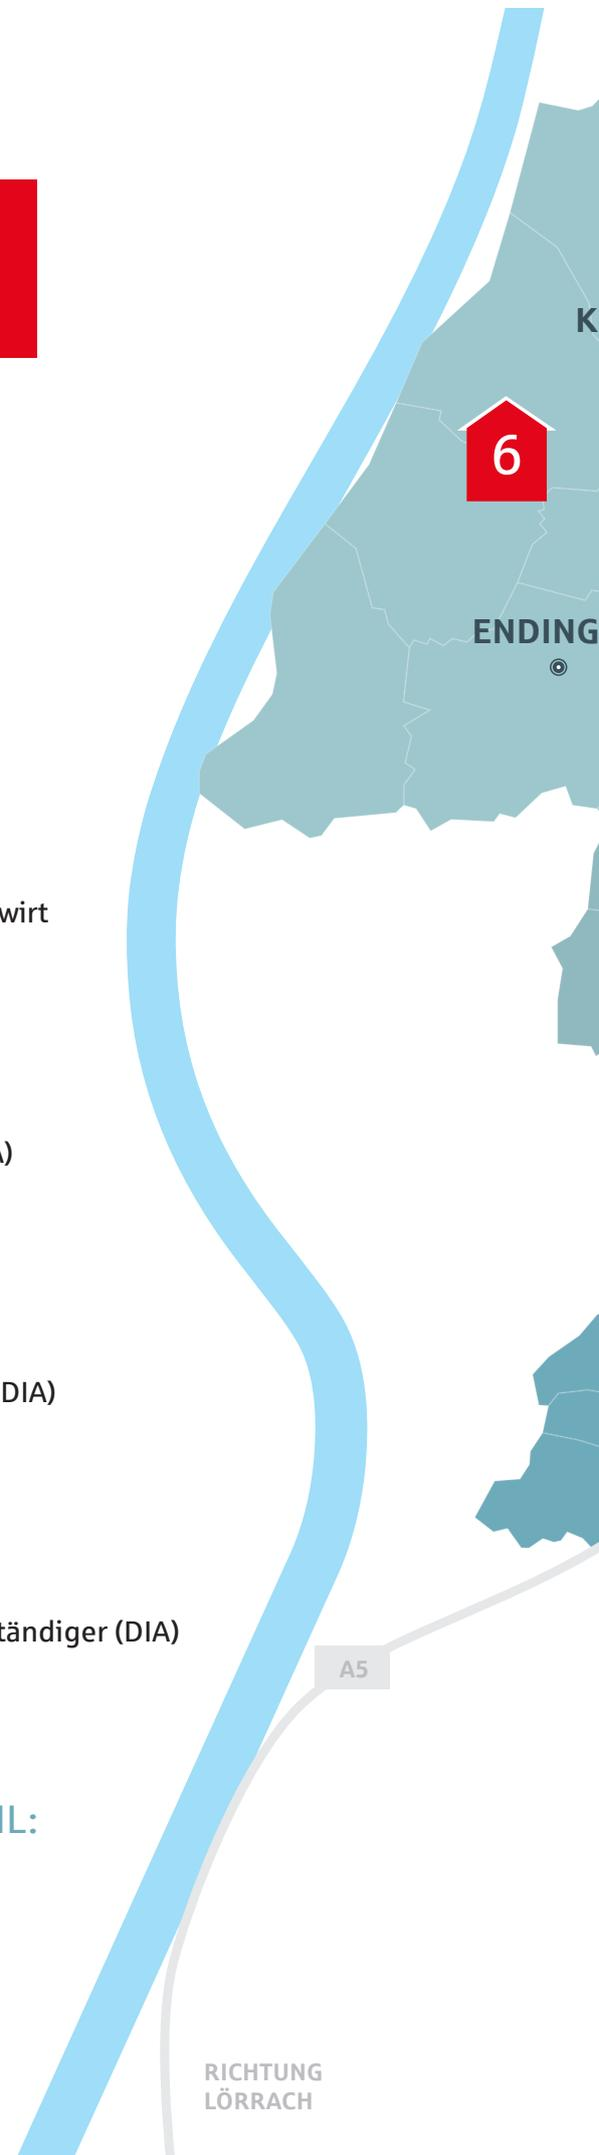 K
6
ENDING
wirt
A)
DIA)
tändiger (DIA)
A5
IL:
RICHTUNG
LÖRRACH